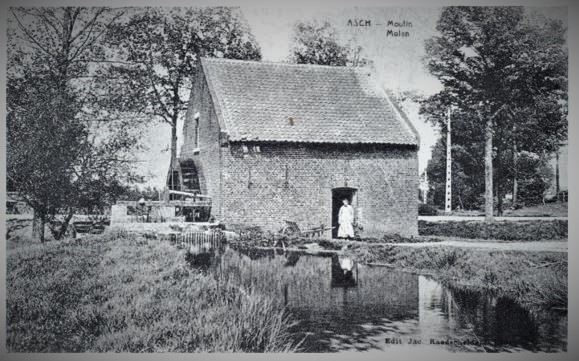 ASCH — Moulin
Molen
Edit Jac.